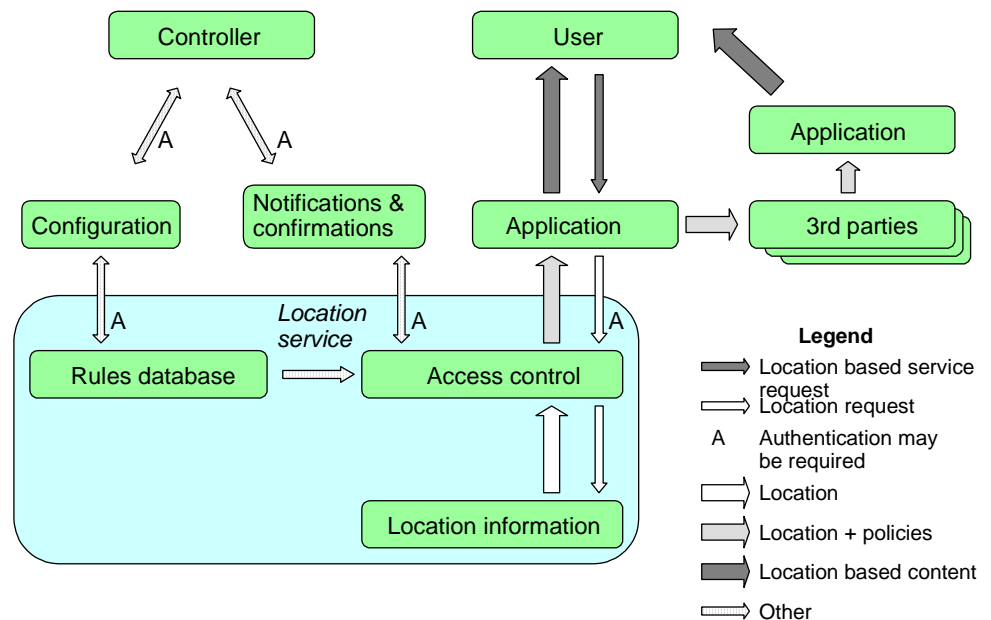 Controller
User
Application
A
A
Configuration
Notifications &
confirmations
Application
3rd parties
A
Location
service
A
A
Rules database
Access control
Location information
Legend
Location based service
request
Location request
A
Authentication may
be required
Location
Location + policies
Location based content
Other